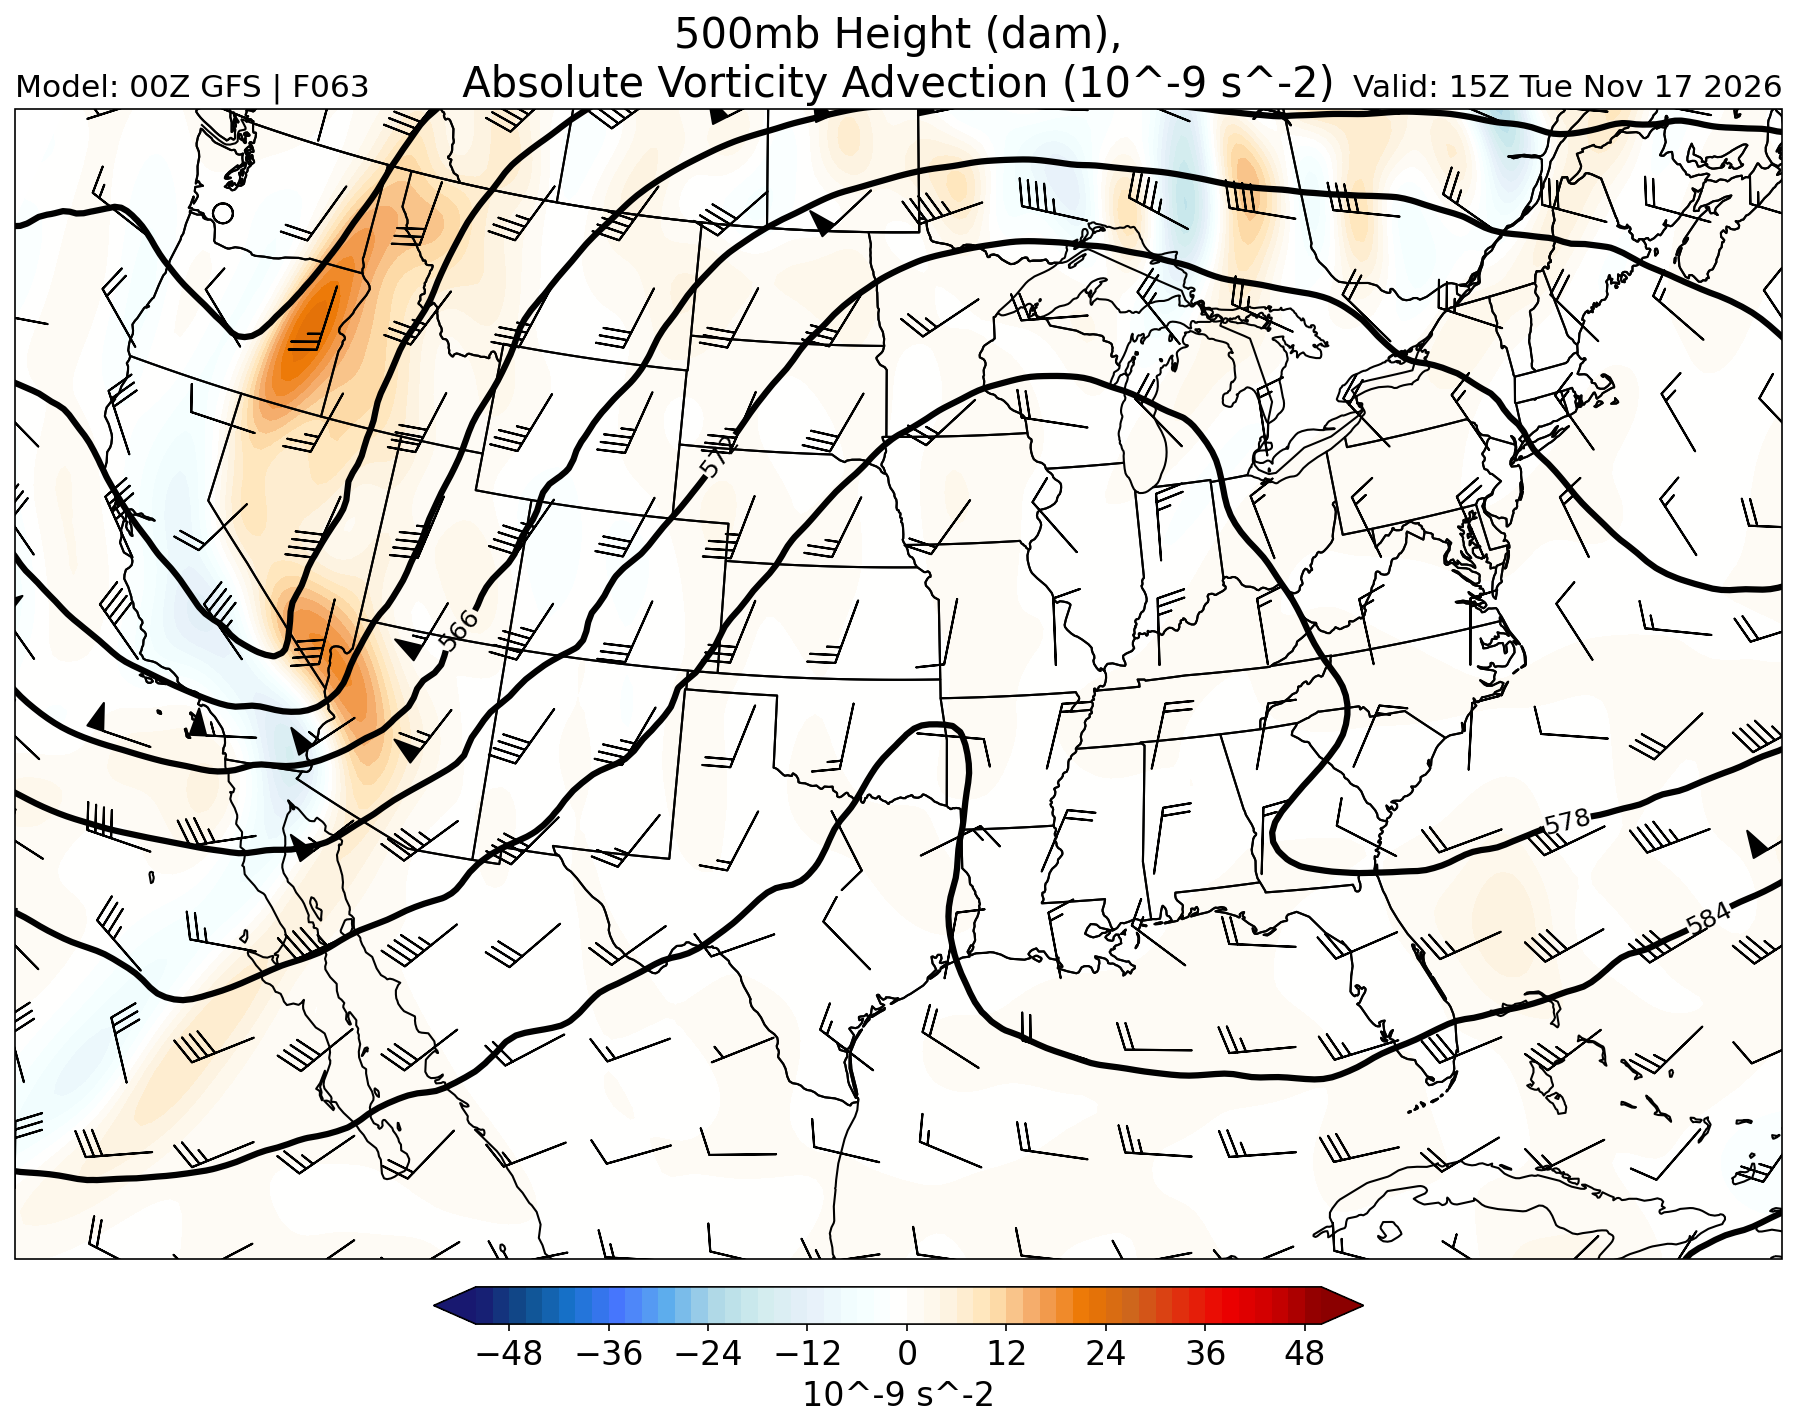 500mb Height (dam),
Model: 00Z GFS | F063
Absolute Vorticity Advection (10^-9 s^-2)
Valid: 15Z Tue Nov 17 2026
572
566
578
584
−48 −36 −24 −12 0 12 24 36 48
10^-9 s^-2